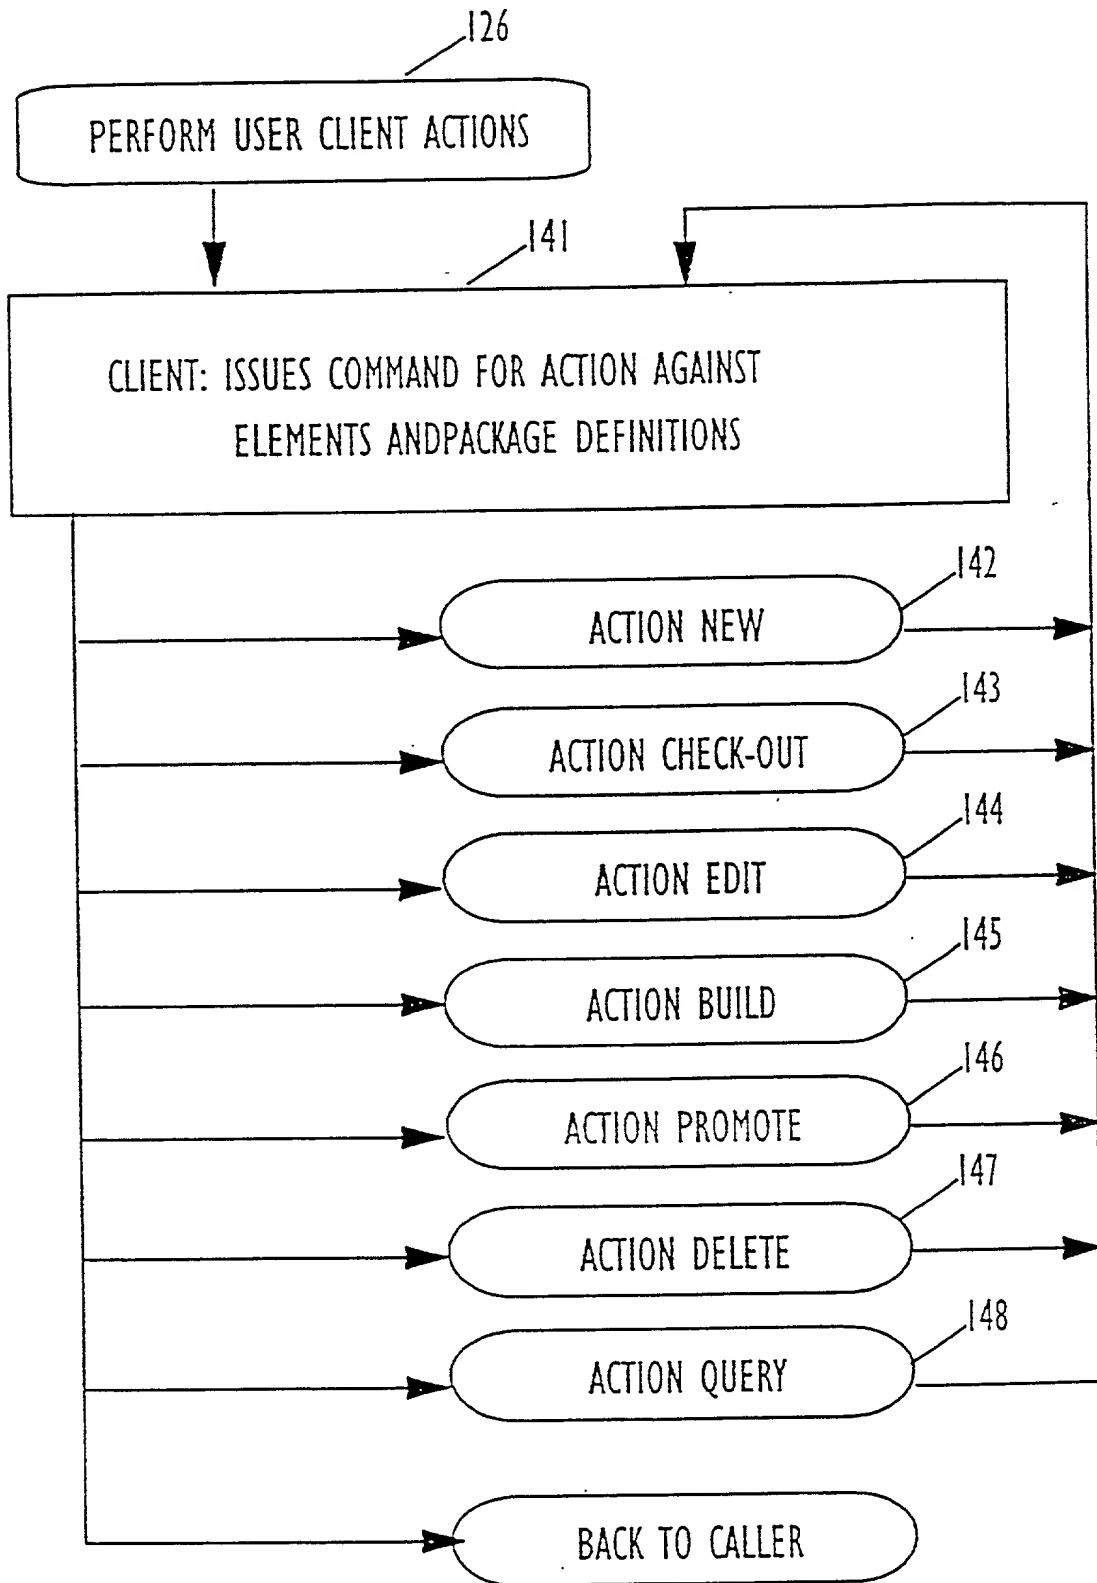 126
PERFORM USER CLIENT ACTIONS
141
CLIENT: ISSUES COMMAND FOR ACTION AGAINST
ELEMENTS ANDPACKAGE DEFINITIONS
142
ACTION NEW
143
ACTION CHECK-OUT
144
ACTION EDIT
145
ACTION BUILD
146
ACTION PROMOTE
147
ACTION DELETE
148
ACTION QUERY
BACK TO CALLER